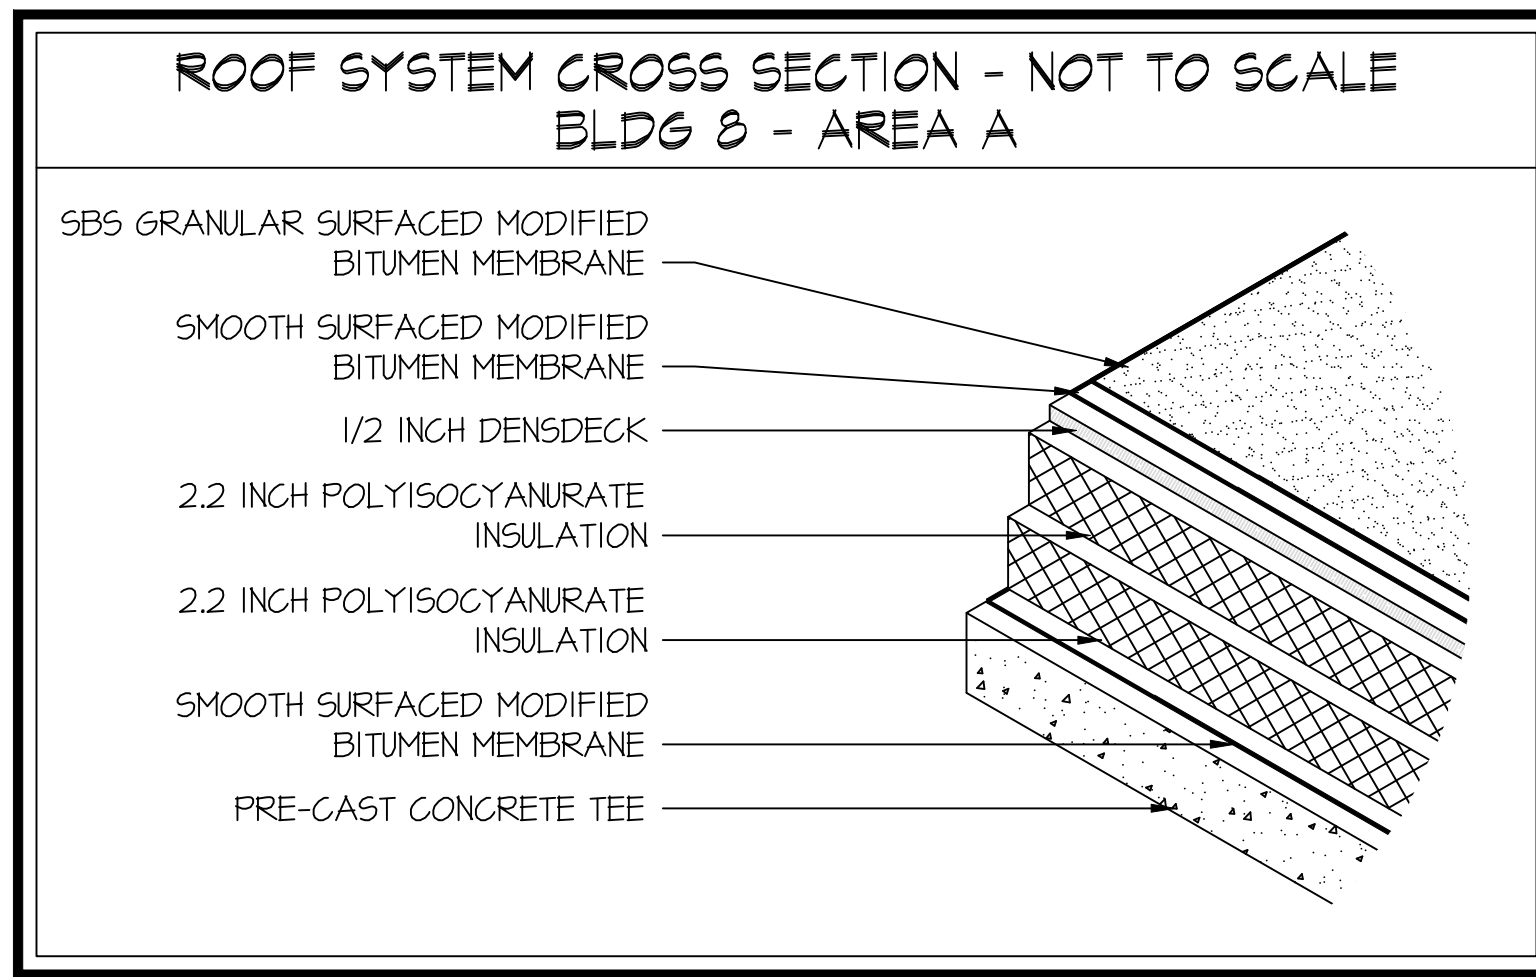 ROOF SYSTEM CROSS SECTION - NOT TO SCALE
BLDG 8 - AREA A
SBS GRANULAR SURFACED MODIFIED
BITUMEN MEMBRANE
SMOOTH SURFACED MODIFIED
BITUMEN MEMBRANE
1/2 INCH DENSDECK
2.2 INCH POLYISOCYANURATE
INSULATION
2.2 INCH POLYISOCYANURATE
INSULATION
SMOOTH SURFACED MODIFIED
BITUMEN MEMBRANE
PRE-CAST CONCRETE TEE